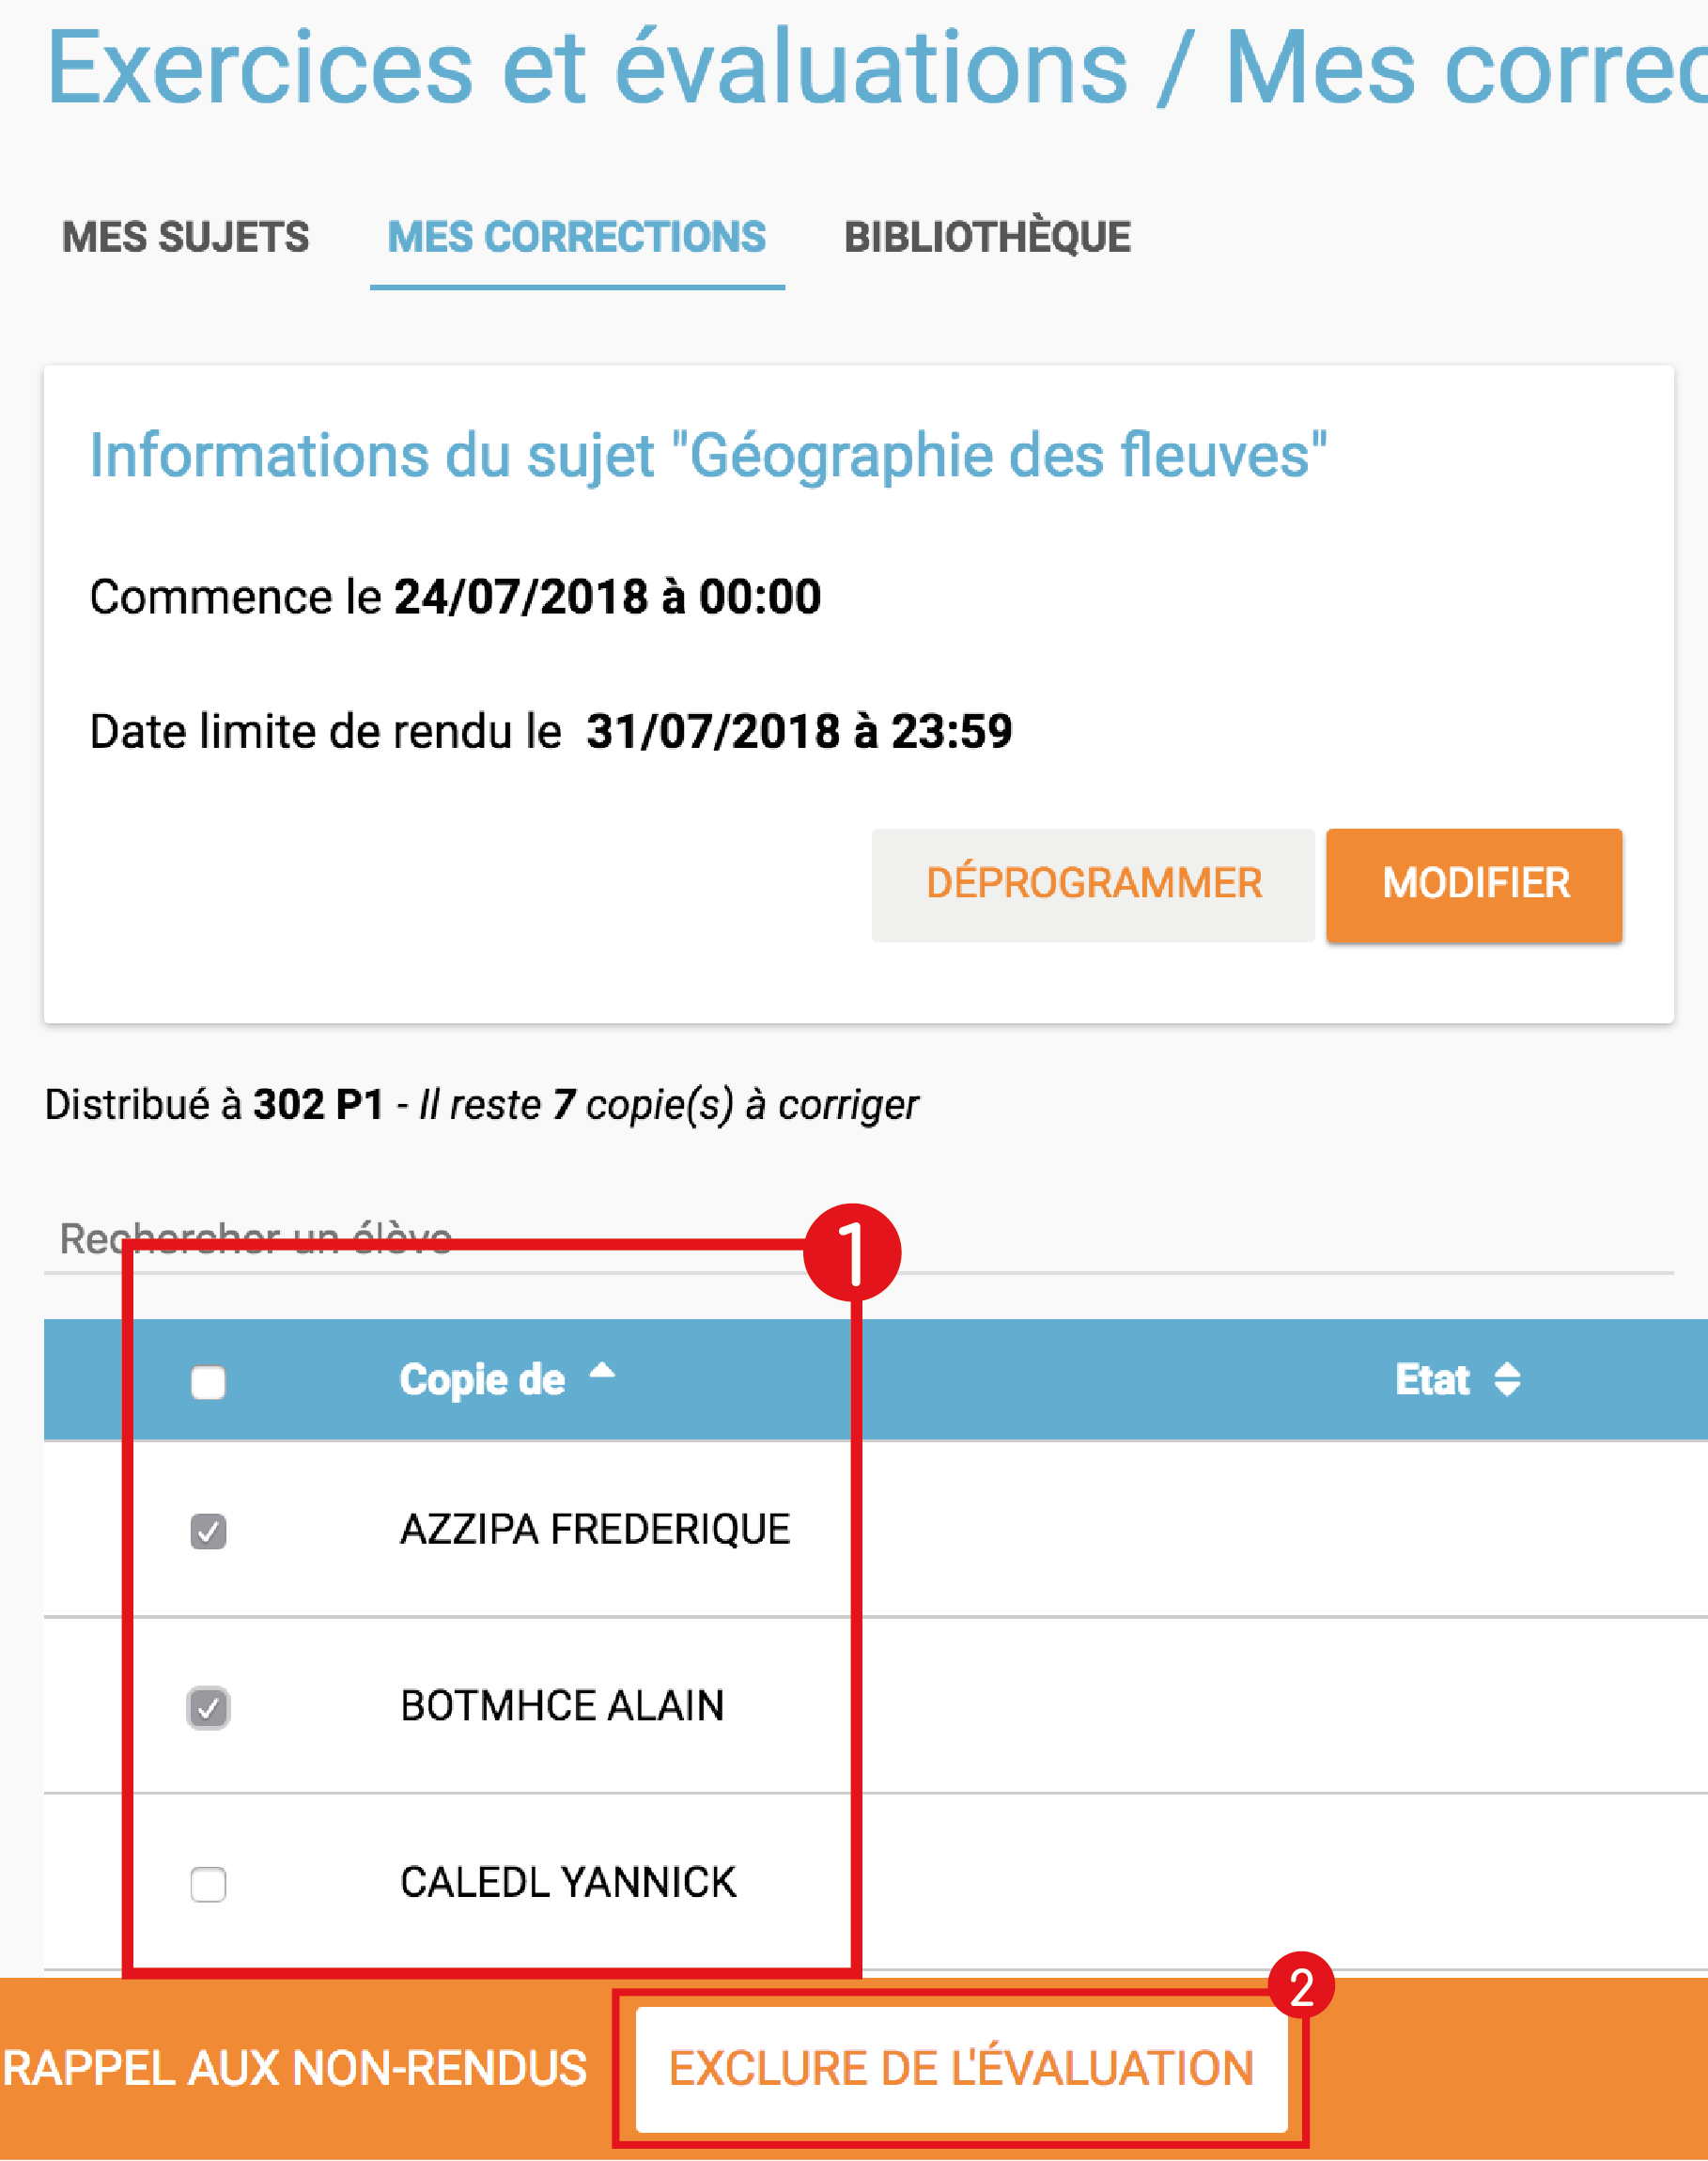 Exercices et évaluations / Mes correc
MES SUJETS MES CORRECTIONS BIBLIOTHÈQUE
Informations du sujet "Géographie des fleuves"
Commence le 24/07/2018 à 00:00
Date limite de rendu le 31/07/2018 à 23:59
DÉPROGRAMMER MODIFIER
Distribué à 302 P1 - Il reste 7 copie(s) à corriger
Rechercher un élève
1
Copie de Etat
AZZIPA FREDERIQUE
BOTMHCE ALAIN
CALEDL YANNICK
2
RAPPEL AUX NON-RENDUS EXCLURE DE L'ÉVALUATION